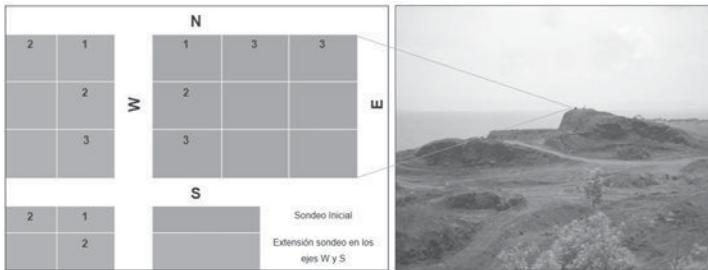 N
2 1 1 3 3
2 W 2 E
3 3
S
2 1 Sondeo Inicial
2 Extensión sondeo en los
ejes W y S